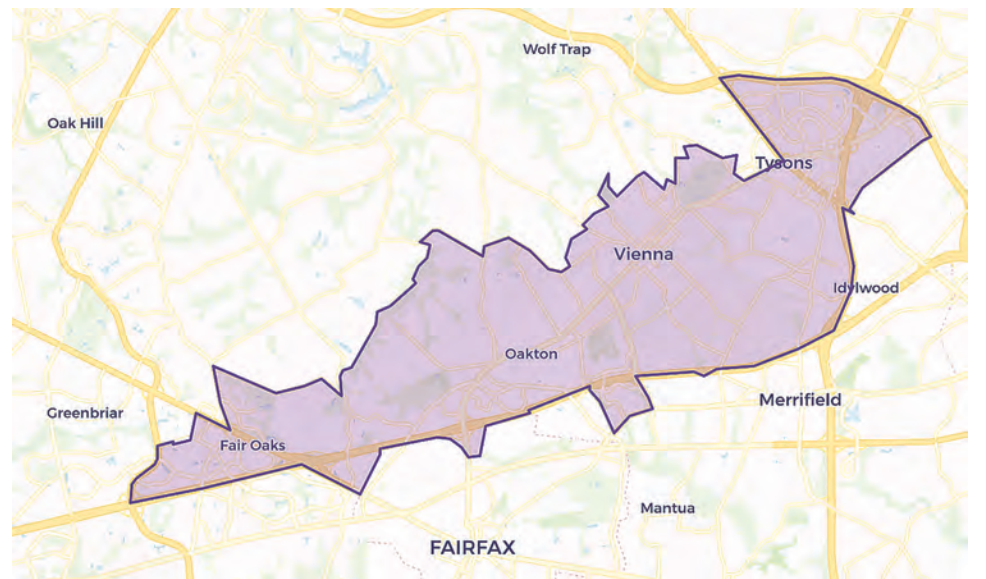 Wolf Trap
Oak Hill
Tysons
Vienna
Idylwood
Oakton
Merrifield
Greenbriar
Fair Oaks
Mantua
FAIRFAX